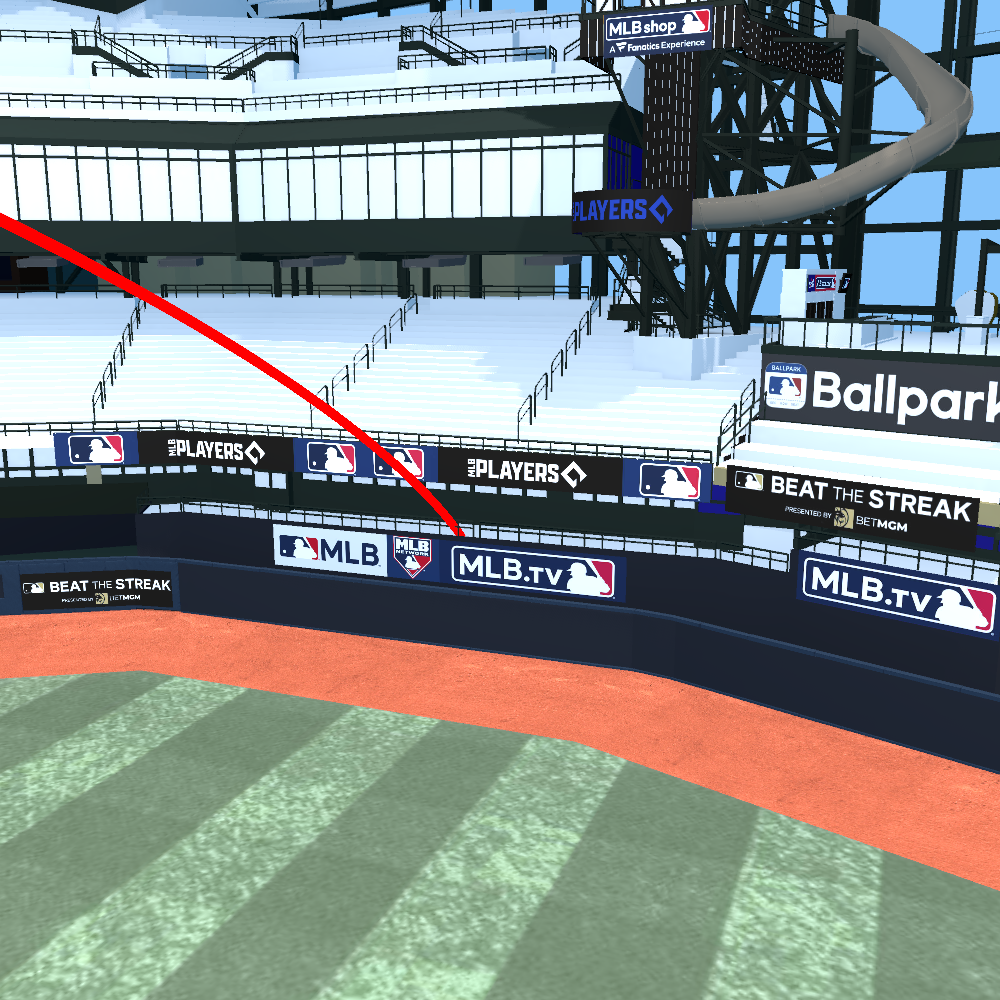 MLB shop
A Fanatics Experience
PLAYERS
BALLPARK
Ballpark
MLB PLAYERS
MLB PLAYERS
BEAT THE STREAK
PRESENTED BY BETMGM
MLB
MLB
NETWORK
MLB.TV
MLB.TV
BEAT THE STREAK
PRESENTED BY BETMGM